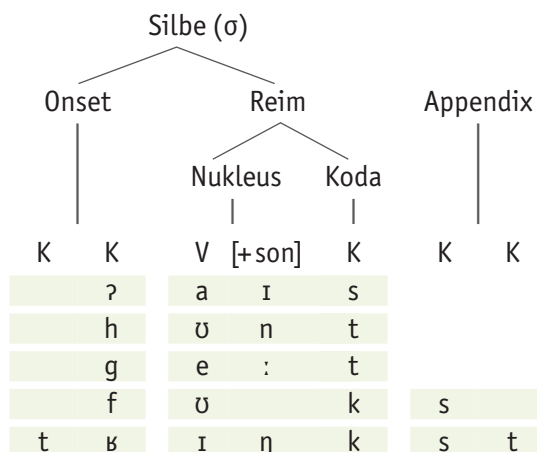 Silbe (σ)
Onset Reim Appendix
Nukleus Koda
K K V [+son] K K K
ʔ a ɪ s
h ʊ n t
g e ː t
f ʊ k s
t ʁ ɪ ŋ k s t